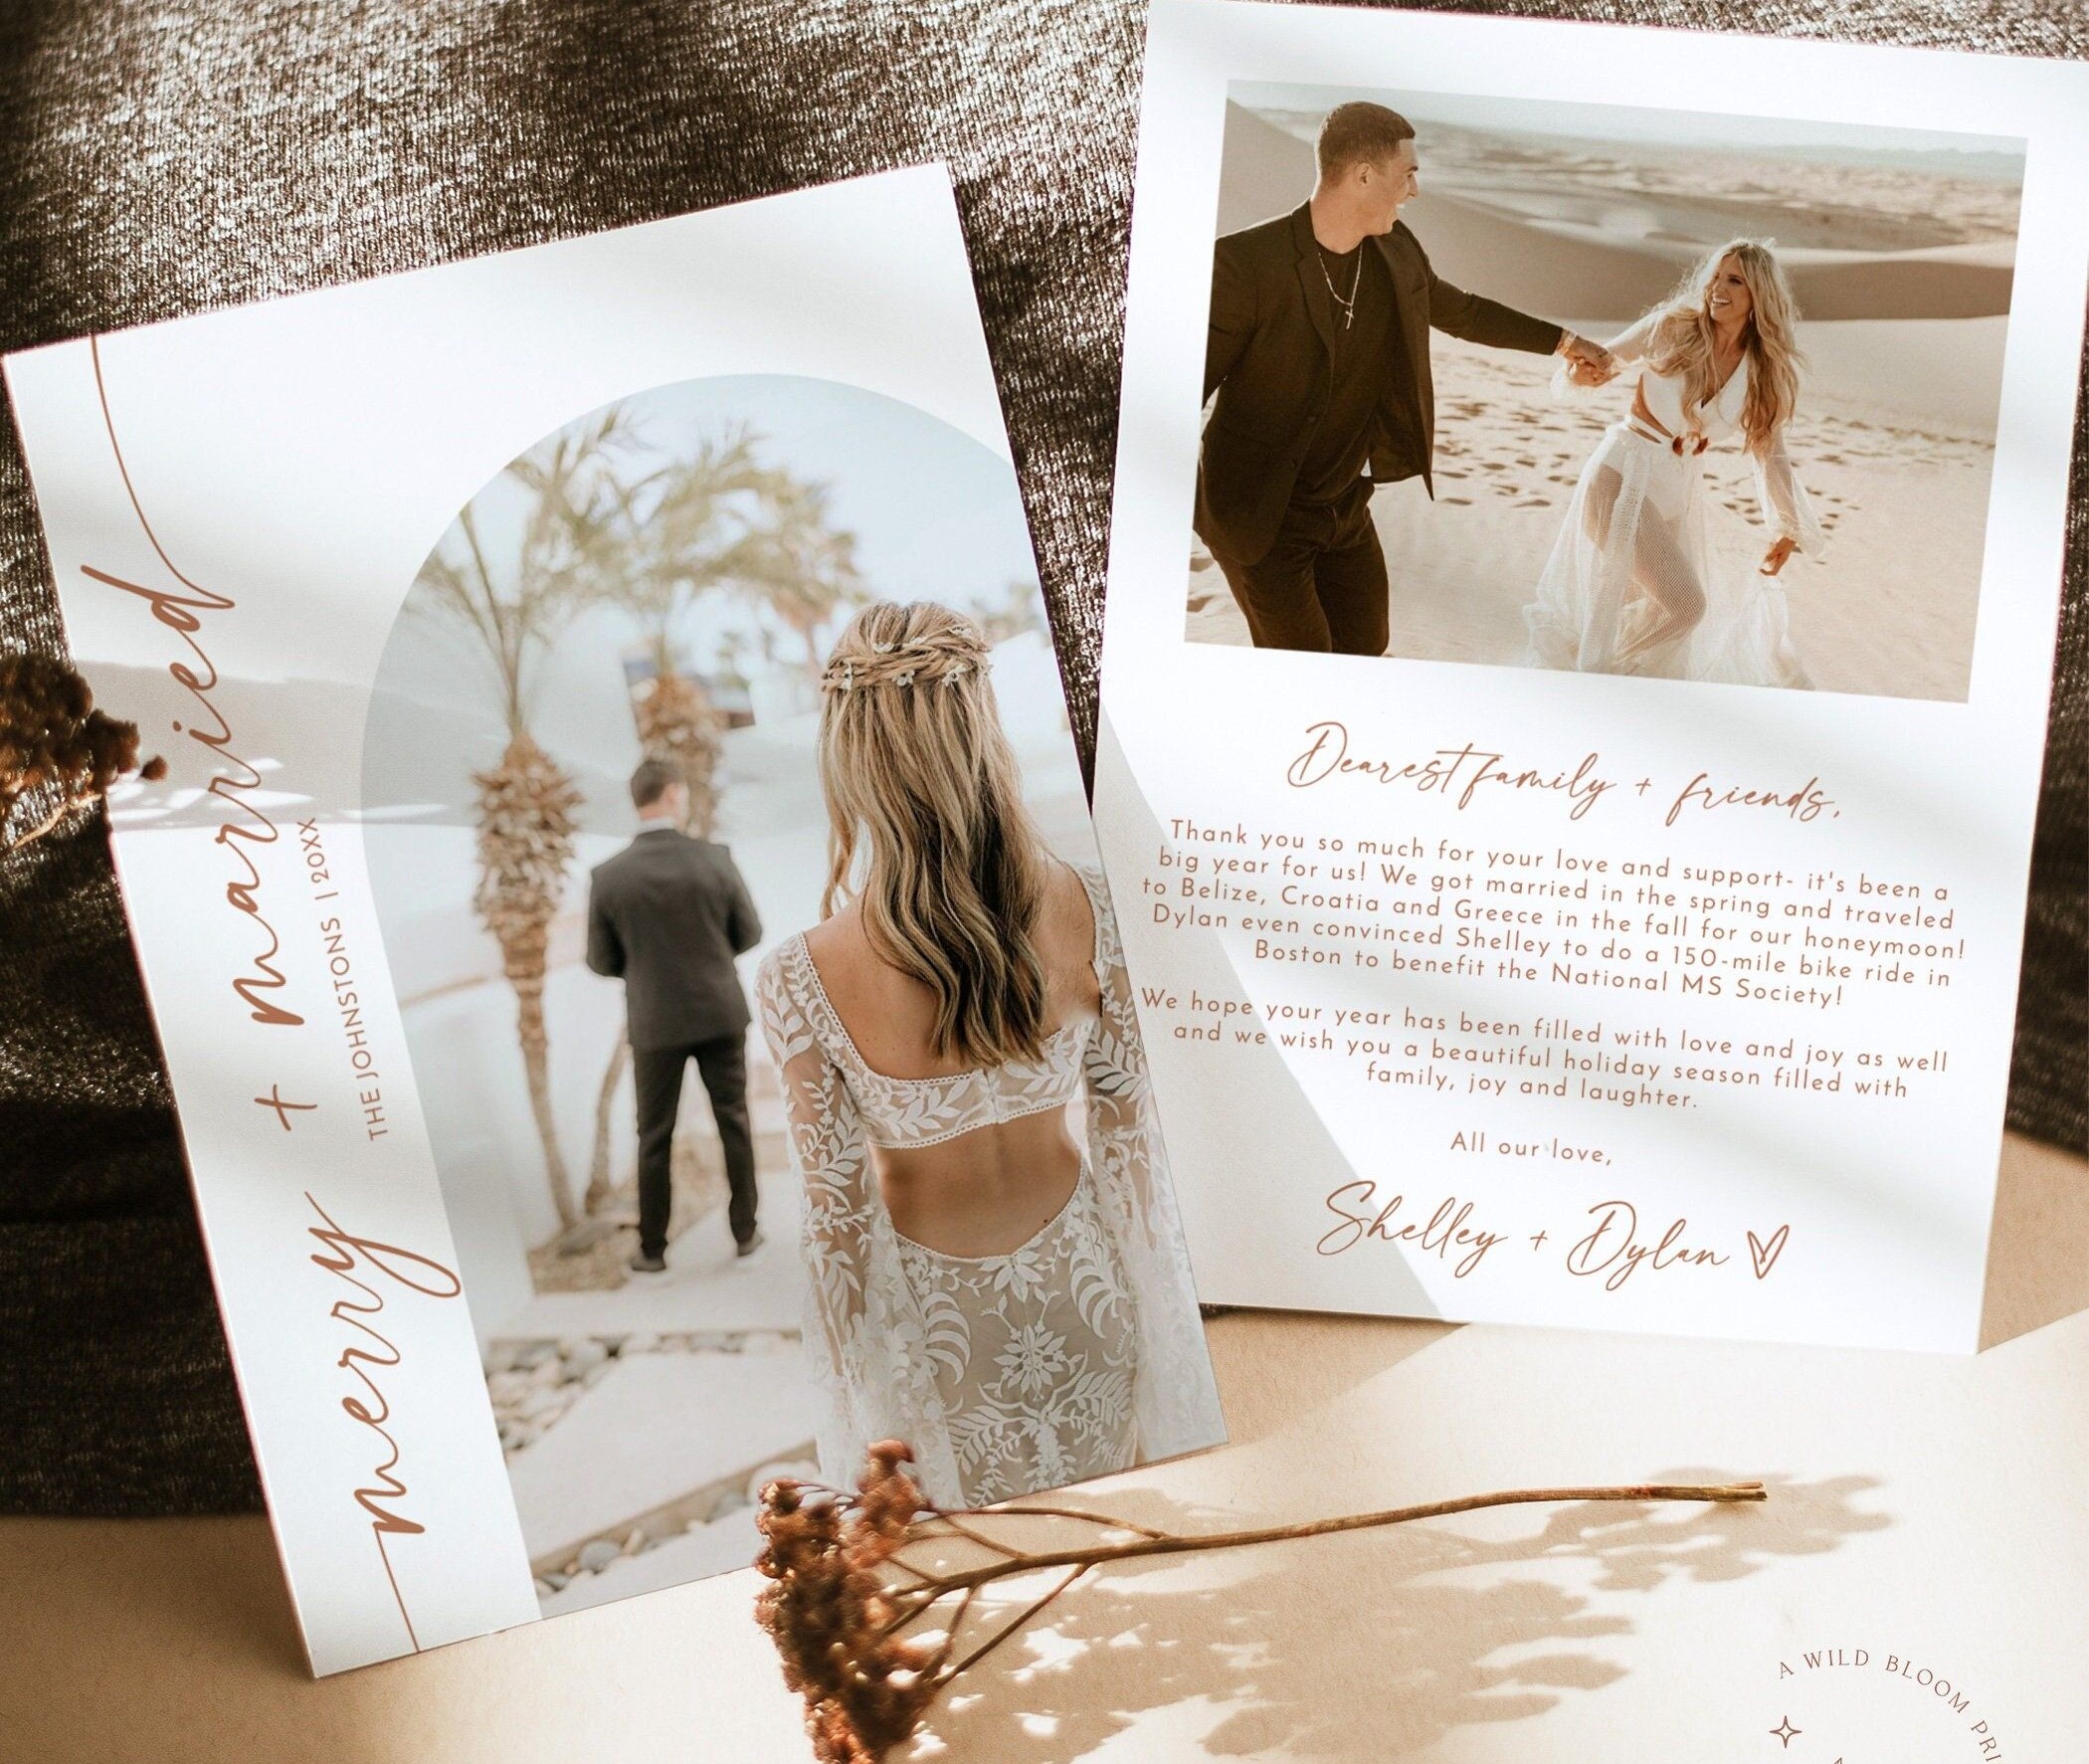 merry + married
THE JOHNSTONS | 20XX
Dearest family + friends,
Thank you so much for your love and support- it's been a
big year for us! We got married in the spring and traveled
to Belize, Croatia and Greece in the fall for our honeymoon!
Dylan even convinced Shelley to do a 150-mile bike ride in
Boston to benefit the National MS Society!
We hope your year has been filled with love and joy as well
and we wish you a beautiful holiday season filled with
family, joy and laughter.
All our love,
Shelley + Dylan
A WILD BLOOM